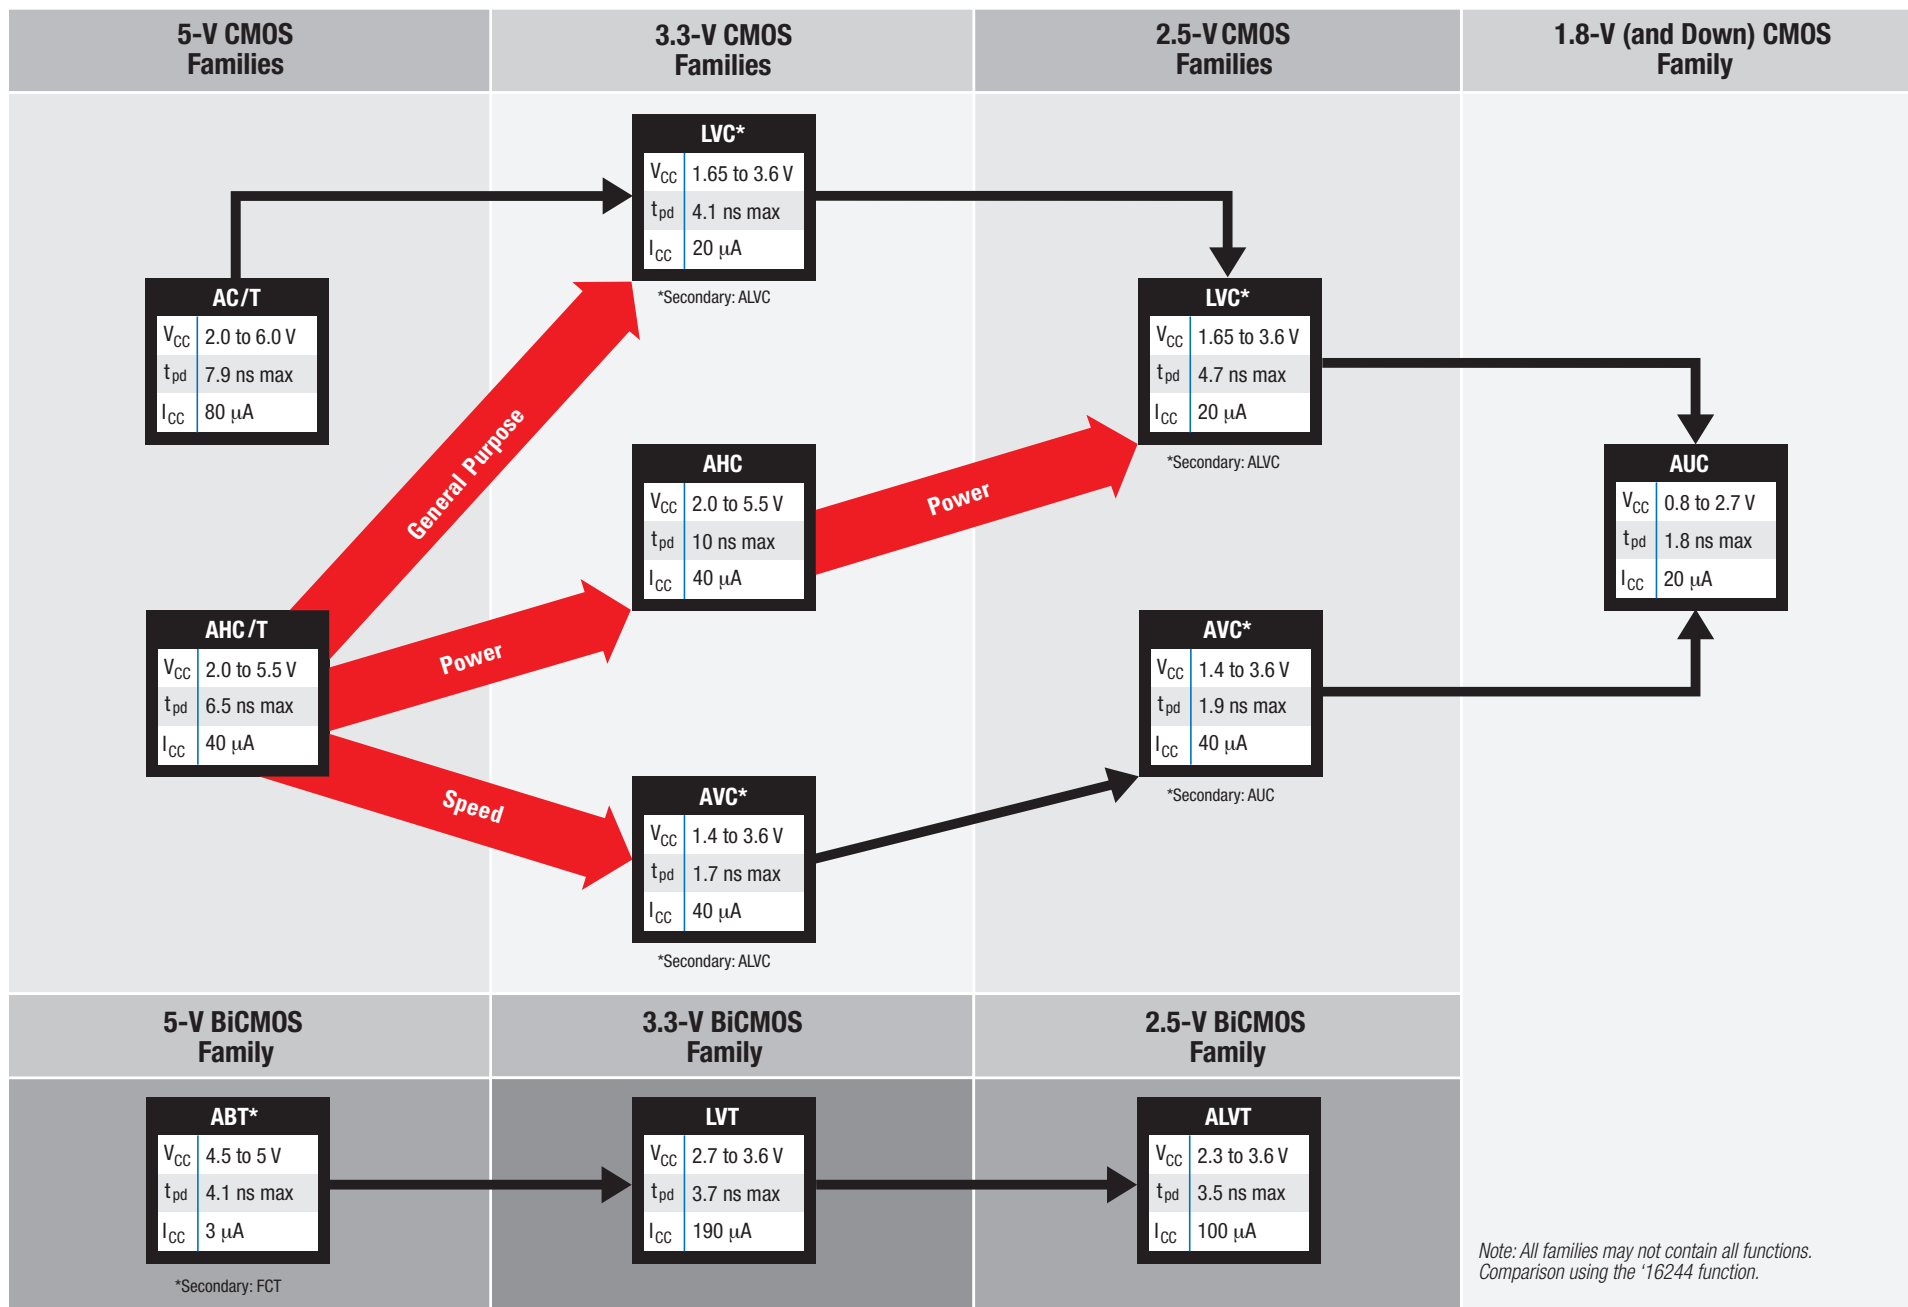 5-V CMOS
Families
3.3-V CMOS
Families
2.5-V CMOS
Families
1.8-V (and Down) CMOS
Family
AC/T
VCC 2.0 to 6.0 V
tpd 7.9 ns max
ICC 80 µA
AHC/T
VCC 2.0 to 5.5 V
tpd 6.5 ns max
ICC 40 µA
General Purpose
Power
Speed
LVC*
VCC 1.65 to 3.6 V
tpd 4.1 ns max
ICC 20 µA
*Secondary: ALVC
AHC
VCC 2.0 to 5.5 V
tpd 10 ns max
ICC 40 µA
AVC*
VCC 1.4 to 3.6 V
tpd 1.7 ns max
ICC 40 µA
*Secondary: ALVC
Power
LVC*
VCC 1.65 to 3.6 V
tpd 4.7 ns max
ICC 20 µA
*Secondary: ALVC
AVC*
VCC 1.4 to 3.6 V
tpd 1.9 ns max
ICC 40 µA
*Secondary: AUC
AUC
VCC 0.8 to 2.7 V
tpd 1.8 ns max
ICC 20 µA
5-V BiCMOS
Family
3.3-V BiCMOS
Family
2.5-V BiCMOS
Family
ABT*
VCC 4.5 to 5 V
tpd 4.1 ns max
ICC 3 µA
*Secondary: FCT
LVT
VCC 2.7 to 3.6 V
tpd 3.7 ns max
ICC 190 µA
ALVT
VCC 2.3 to 3.6 V
tpd 3.5 ns max
ICC 100 µA
Note: All families may not contain all functions.
Comparison using the ‘16244 function.